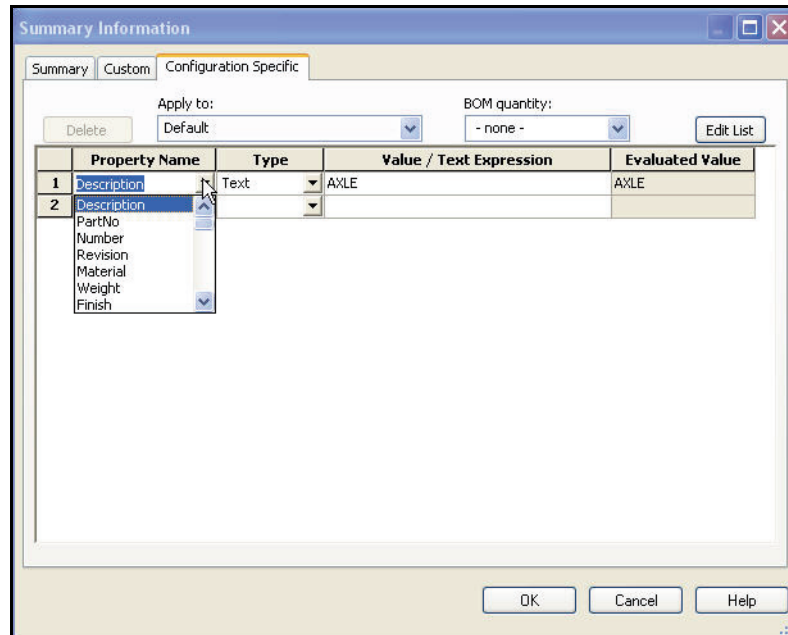 Summary Information
Summary Custom Configuration Specific
Apply to: BOM quantity:
Delete Default - none - Edit List
Property Name Type Value / Text Expression Evaluated Value
1 Description Text AXLE AXLE
2 Description
PartNo
Number
Revision
Material
Weight
Finish
OK Cancel Help